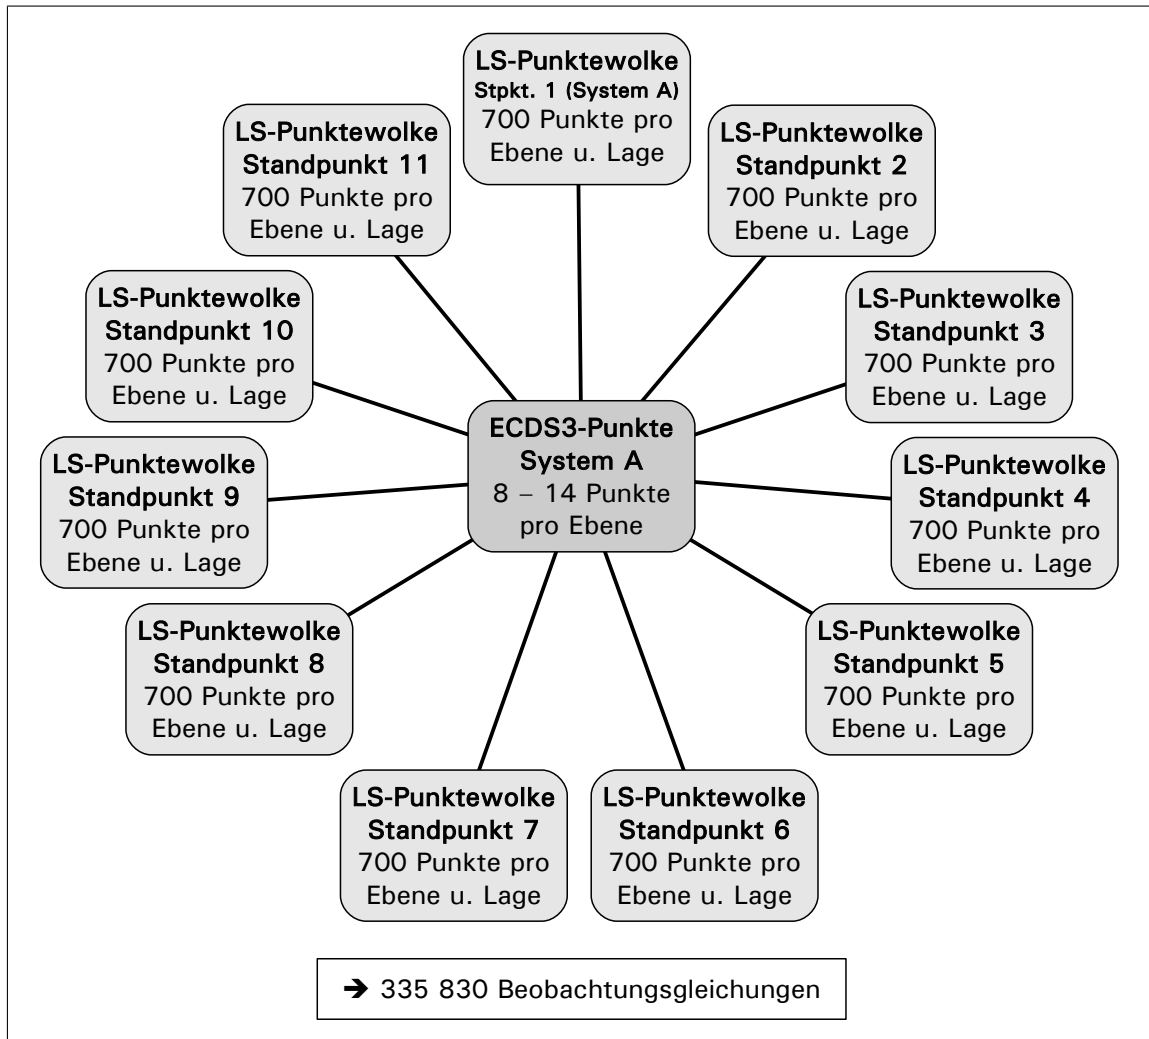 LS-Punktewolke
Stpkt. 1 (System A)
700 Punkte pro
Ebene u. Lage
LS-Punktewolke
Standpunkt 2
700 Punkte pro
Ebene u. Lage
LS-Punktewolke
Standpunkt 3
700 Punkte pro
Ebene u. Lage
LS-Punktewolke
Standpunkt 4
700 Punkte pro
Ebene u. Lage
LS-Punktewolke
Standpunkt 5
700 Punkte pro
Ebene u. Lage
LS-Punktewolke
Standpunkt 6
700 Punkte pro
Ebene u. Lage
LS-Punktewolke
Standpunkt 7
700 Punkte pro
Ebene u. Lage
LS-Punktewolke
Standpunkt 8
700 Punkte pro
Ebene u. Lage
LS-Punktewolke
Standpunkt 9
700 Punkte pro
Ebene u. Lage
LS-Punktewolke
Standpunkt 10
700 Punkte pro
Ebene u. Lage
LS-Punktewolke
Standpunkt 11
700 Punkte pro
Ebene u. Lage
ECDS3-Punkte
System A
8 – 14 Punkte
pro Ebene
➔ 335 830 Beobachtungsgleichungen